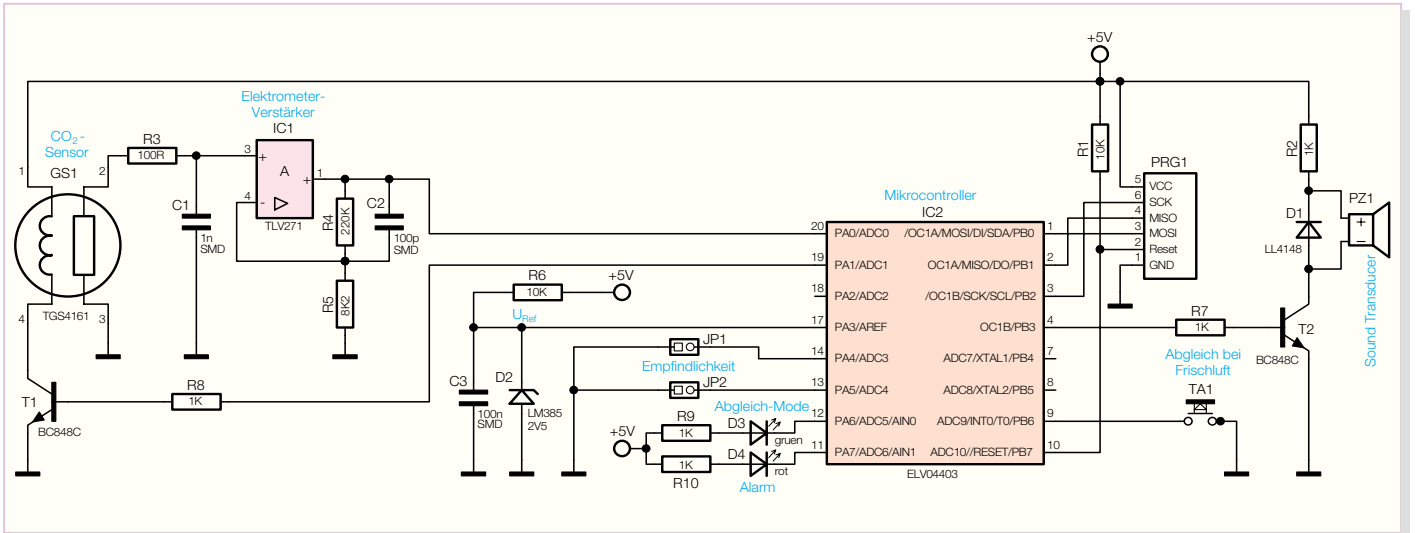 +5V
Elektrometer-
Verstärker
IC1
CO₂-
Sensor
GS1
1
2
R3
100R
3
+
A
+
1
4
-
TLV271
C1
1n
SMD
R4
220K
C2
100p
SMD
R5
8K2
TGS4161
4
3
T1
BC848C
R8
1K
R6
10K
+5V
URef
C3
100n
SMD
D2
LM385
2V5
JP1
Empfindlichkeit
JP2
Abgleich-Mode
+5V
R9
1K
D3
gruen
R10
1K
D4
rot
Alarm
Mikrocontroller
IC2
20 PA0/ADC0 /OC1A/MOSI/DI/SDA/PB0 1
19 PA1/ADC1 OC1A/MISO/DO/PB1 2
18 PA2/ADC2 /OC1B/SCK/SCL/PB2 3
17 PA3/AREF OC1B/PB3 4
14 PA4/ADC3 ADC7/XTAL1/PB4 7
13 PA5/ADC4 ADC8/XTAL2/PB5 8
12 PA6/ADC5/AIN0 ADC9/INT0/T0/PB6 9
11 PA7/ADC6/AIN1 ADC10//RESET/PB7 10
ELV04403
R1
10K
PRG1
5 VCC
6 SCK
4 MISO
3 MOSI
2 Reset
1 GND
R2
1K
D1
LL4148
PZ1
+
−
Sound Transducer
R7
1K
T2
BC848C
Abgleich bei
Frischluft
TA1